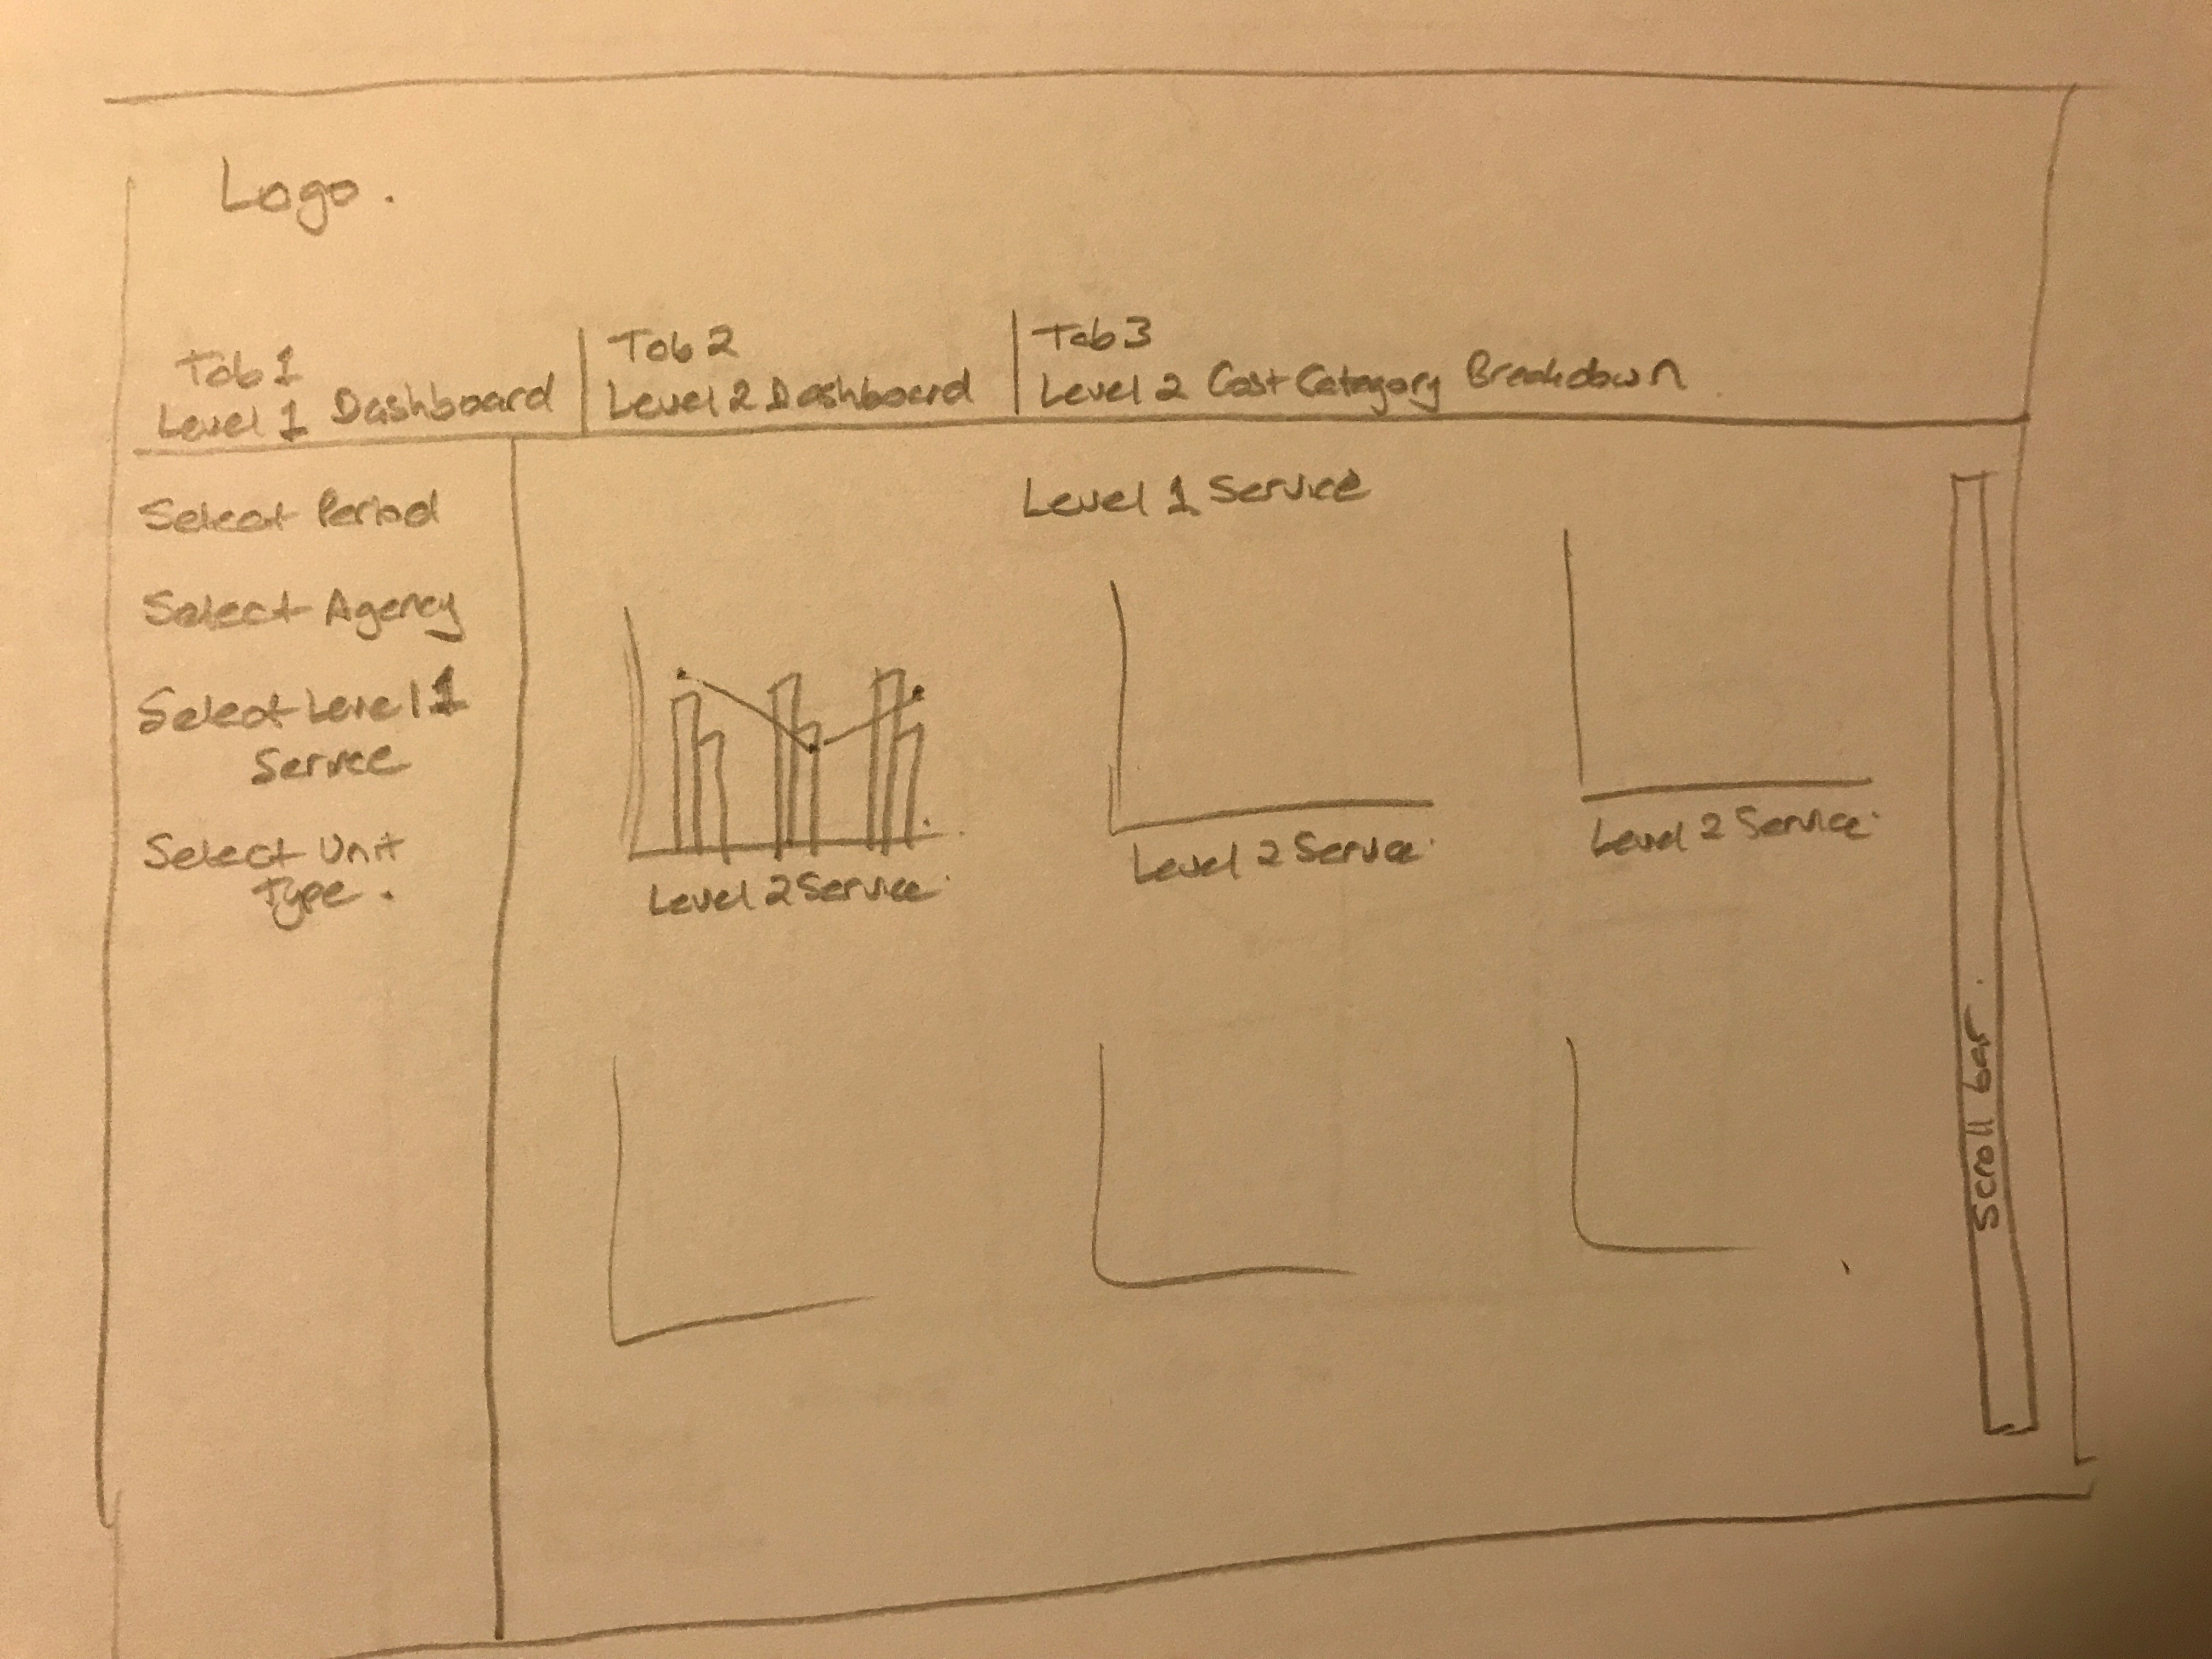 Logo.
Tab 1
Level 1 Dashboard
Tab 2
Level 2 Dashboard
Tab 3
Level 2 Cost Category Breakdown
Select Period
Select Agency
Select Level 1
Service
Select Unit
Type.
Level 1 Service
Level 2 Service
Level 2 Service
Level 2 Service
Scroll bar.